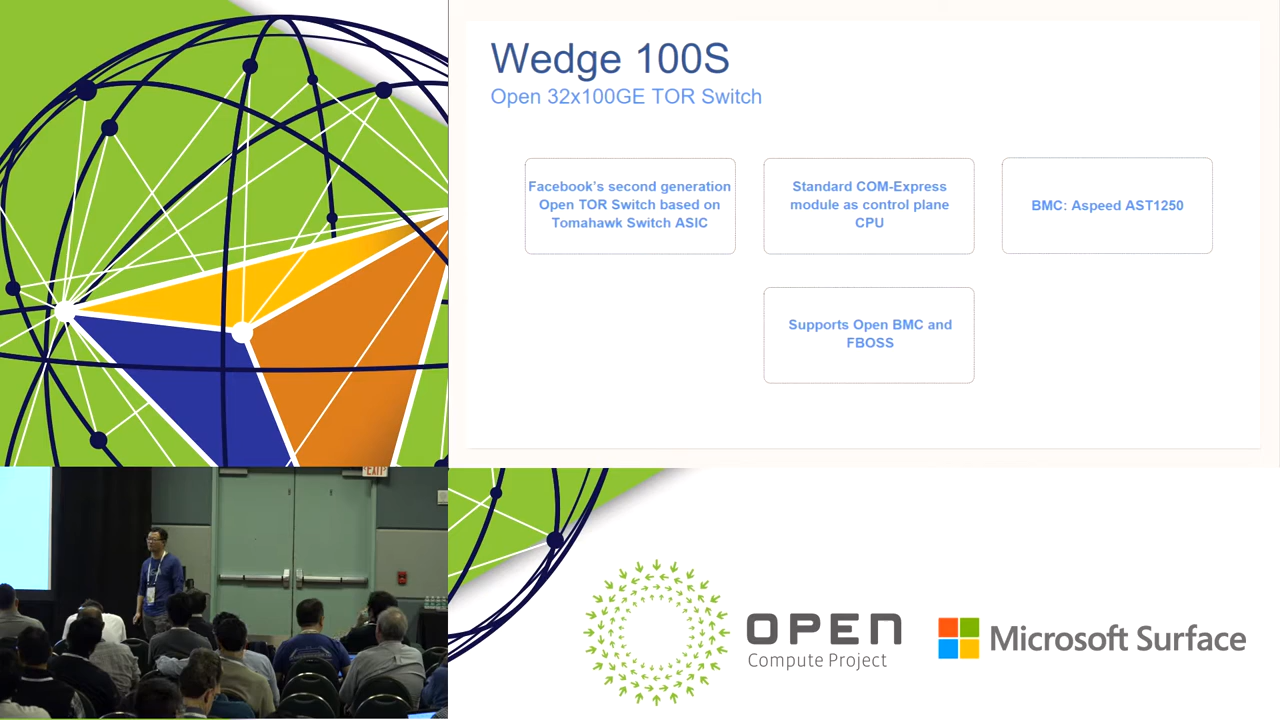 Wedge 100S
Open 32x100GE TOR Switch
Facebook's second generation
Open TOR Switch based on
Tomahawk Switch ASIC
Standard COM-Express
module as control plane
CPU
BMC: Aspeed AST1250
Supports Open BMC and
FBOSS
EXIT
OPEN
Compute Project
Microsoft Surface